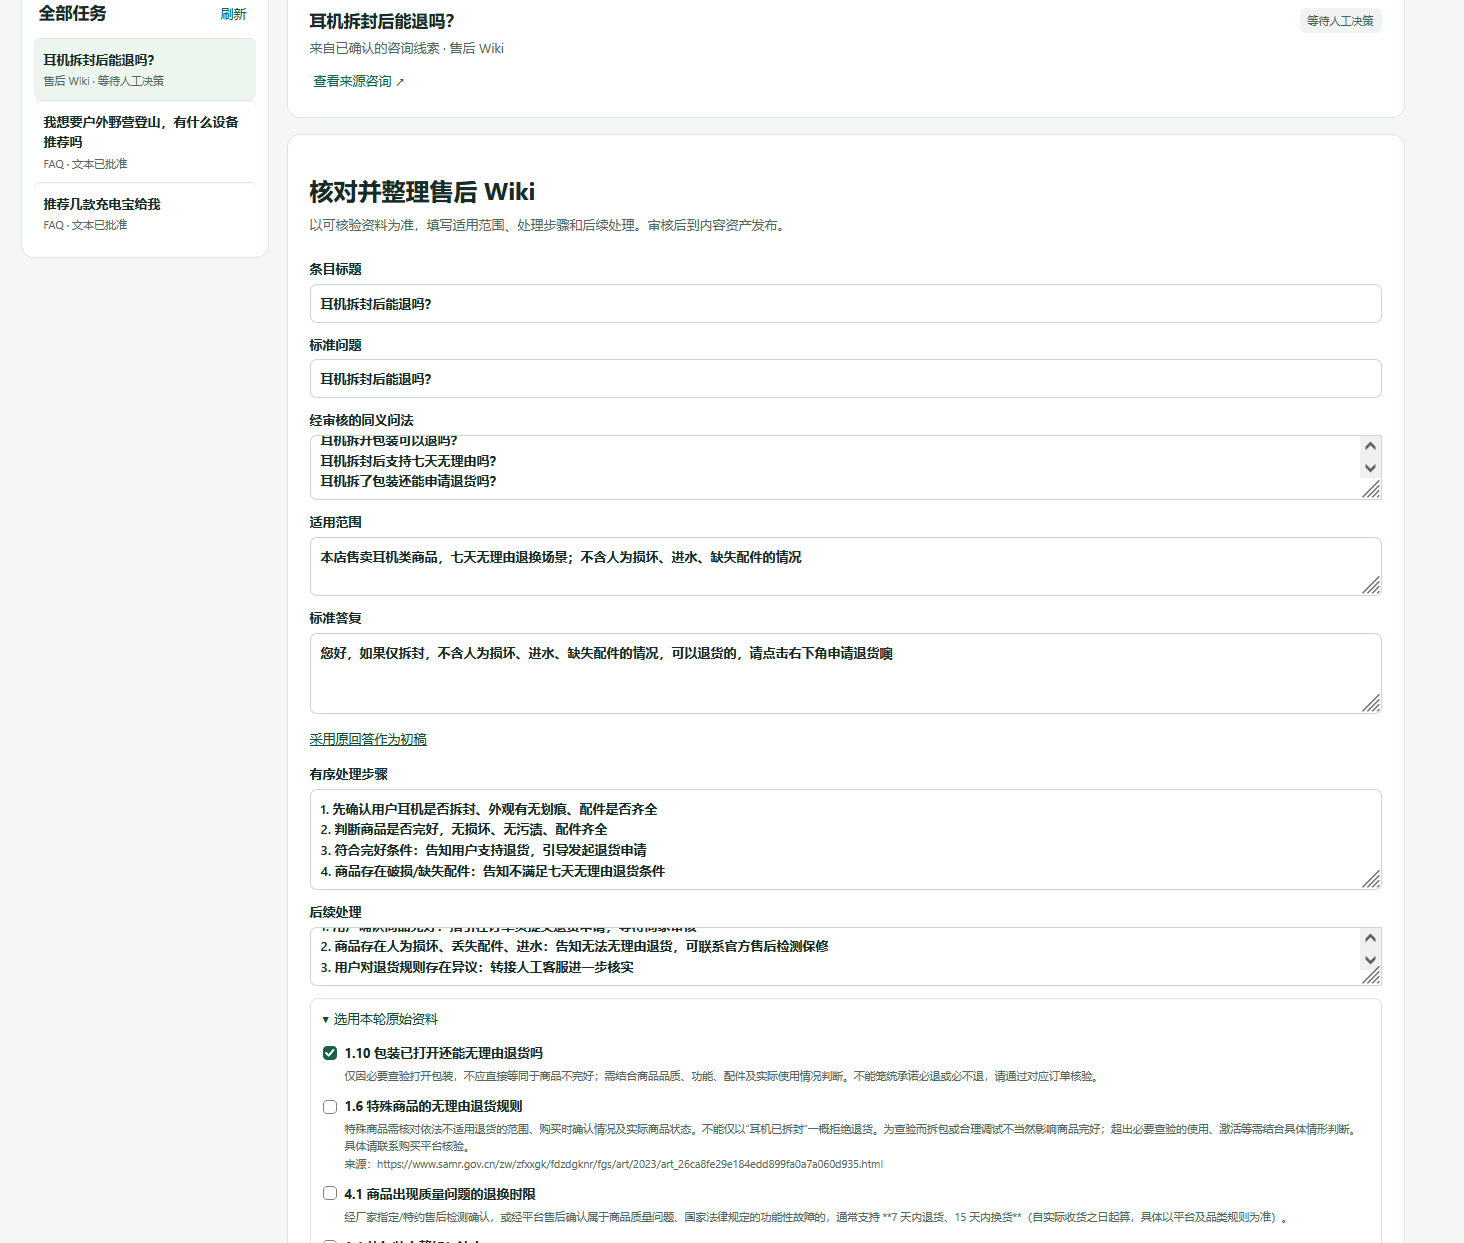 全部任务
刷新
耳机拆封后能退吗？
售后 Wiki · 等待人工决策
我想要户外野营登山，有什么设备
推荐吗
FAQ · 文本已批准
推荐几款充电宝给我
FAQ · 文本已批准
耳机拆封后能退吗？
等待人工决策
来自已确认的咨询线索 · 售后 Wiki
查看来源咨询 ↗
核对并整理售后 Wiki
以可核验资料为准，填写适用范围、处理步骤和后续处理。审核后到内容资产发布。
条目标题
耳机拆封后能退吗？
标准问题
耳机拆封后能退吗？
经审核的同义问法
耳机拆开包装可以退吗？
耳机拆封后支持七天无理由吗？
耳机拆了包装还能申请退货吗？
适用范围
本店售卖耳机类商品，七天无理由退换场景；不含人为损坏、进水、缺失配件的情况
标准答复
您好，如果仅拆封，不含人为损坏、进水、缺失配件的情况，可以退货的，请点击右下角申请退货噢
采用原回答作为初稿
有序处理步骤
1. 先确认用户耳机是否拆封、外观有无划痕、配件是否齐全
2. 判断商品是否完好，无损坏、无污渍、配件齐全
3. 符合完好条件：告知用户支持退货，引导发起退货申请
4. 商品存在破损/缺失配件：告知不满足七天无理由退货条件
后续处理
1. 用户确认商品完好：指引在订单页提交退货申请，等待商家审核
2. 商品存在人为损坏、丢失配件、进水：告知无法无理由退货，可联系官方售后检测保修
3. 用户对退货规则存在异议：转接人工客服进一步核实
▾ 选用本轮原始资料
1.10 包装已打开还能无理由退货吗
仅因必要查验打开包装，不应直接等同于商品不完好；需结合商品品质、功能、配件及实际使用情况判断。不能笼统承诺必退或必不退，请通过对应订单核验。
1.6 特殊商品的无理由退货规则
特殊商品需核对依法不适用退货的范围、购买时确认情况及实际商品状态。不能仅以“耳机已拆封”一概拒绝退货。为查验而拆包或合理调试不当然影响商品完好；超出必要查验的使用、激活等需结合具体情形判断。
具体请联系购买平台核验。
来源：https://www.samr.gov.cn/zw/zfxxgk/fdzdgknr/fgs/art/2023/art_26ca8fe29e184edd899fa0a7a060d935.html
4.1 商品出现质量问题的退换时限
经厂家指定/特约售后检测确认，或经平台售后确认属于商品质量问题、国家法律规定的功能性故障的，通常支持 **7 天内退货、15 天内换货**（自实际收货之日起算，具体以平台及品类规则为准）。